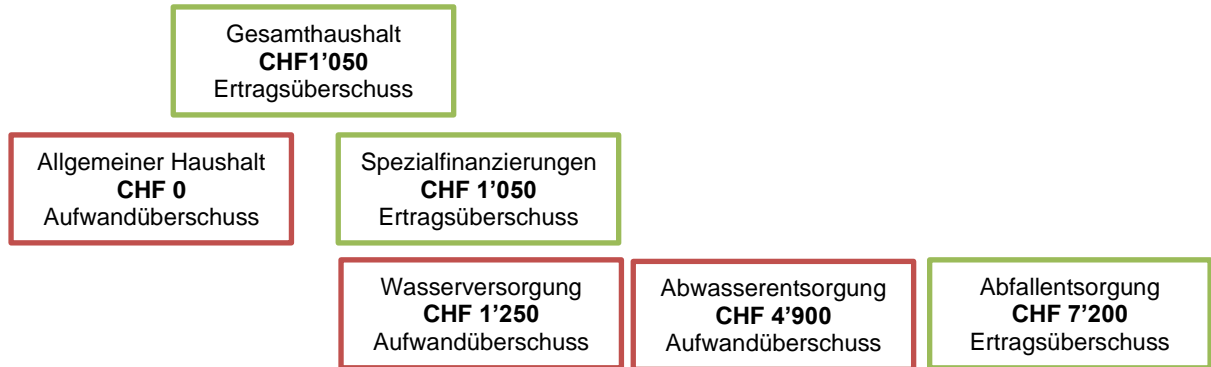 Gesamthaushalt
CHF1’050
Ertragsüberschuss
Allgemeiner Haushalt
CHF 0
Aufwandüberschuss
Spezialfinanzierungen
CHF 1’050
Ertragsüberschuss
Wasserversorgung
CHF 1’250
Aufwandüberschuss
Abwasserentsorgung
CHF 4’900
Aufwandüberschuss
Abfallentsorgung
CHF 7’200
Ertragsüberschuss